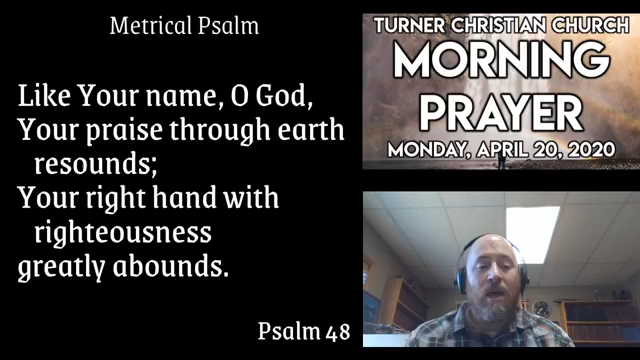 Metrical Psalm
Like Your name, O God,
Your praise through earth
resounds;
Your right hand with
righteousness
greatly abounds.
Psalm 48
TURNER CHRISTIAN CHURCH
MORNING
PRAYER
MONDAY, APRIL 20, 2020